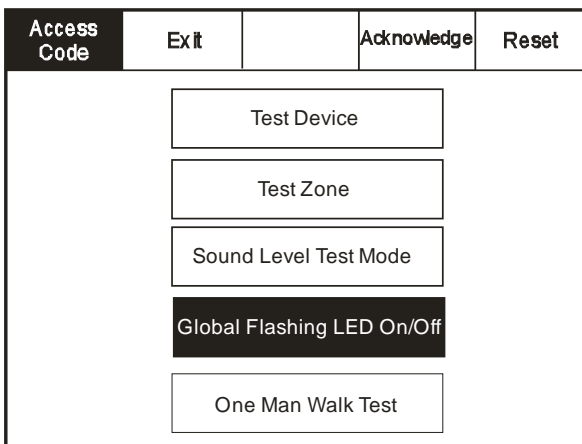 Access
Code
Exit
Acknowledge
Reset
Test Device
Test Zone
Sound Level Test Mode
Global Flashing LED On/Off
One Man Walk Test